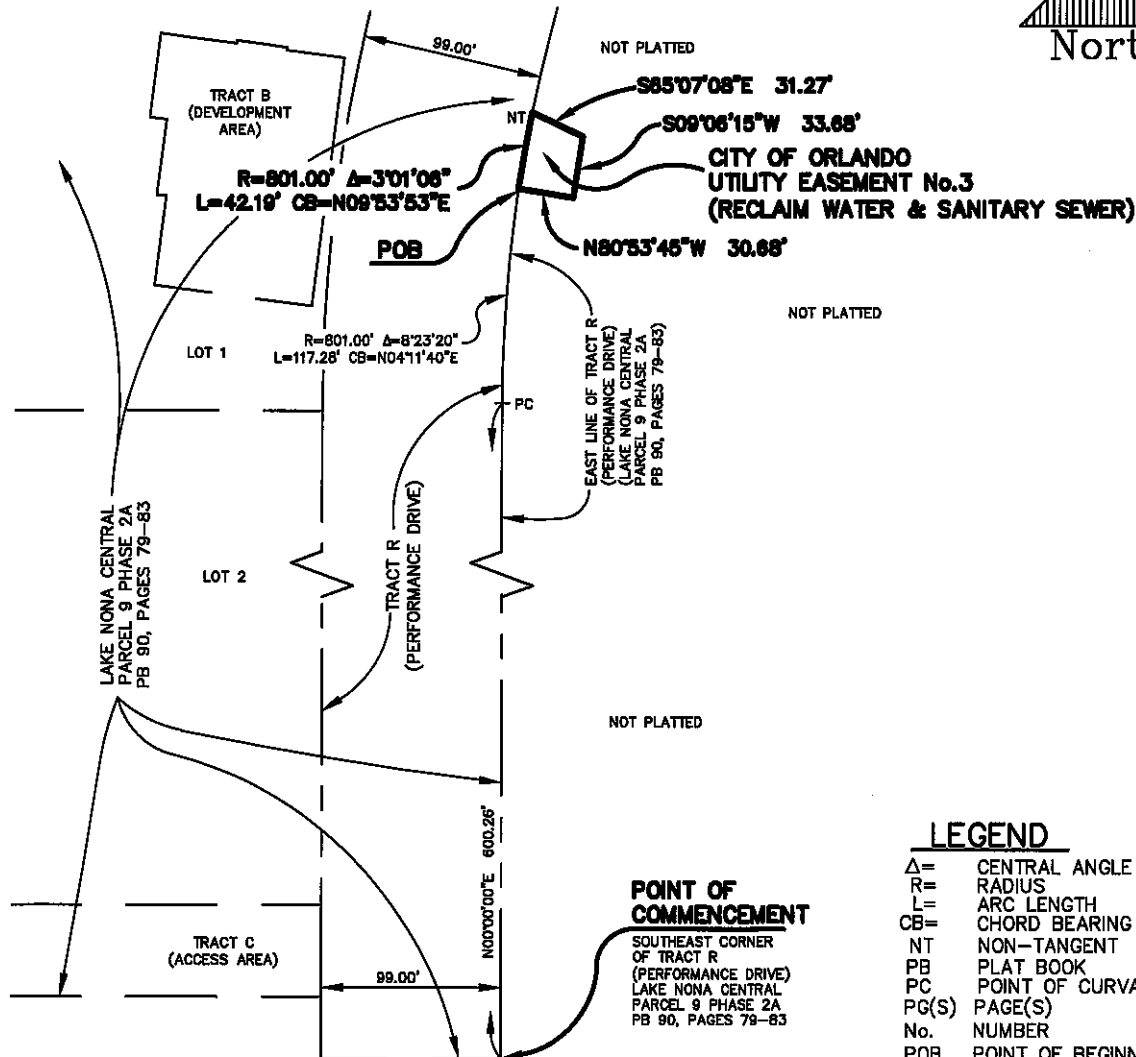 Nort
99.00'
NOT PLATTED
TRACT B
(DEVELOPMENT
AREA)
S65°07'08"E 31.27'
NT
S09°06'15"W 33.68'
CITY OF ORLANDO
UTILITY EASEMENT No.3
(RECLAIM WATER & SANITARY SEWER)
R=801.00' Δ=3°01'06"
L=42.19' CB=N09°53'53"E
POB
N80°53'45"W 30.68'
NOT PLATTED
R=801.00' Δ=8°23'20"
L=117.28' CB=N04°11'40"E
LOT 1
PC
EAST LINE OF TRACT R
(PERFORMANCE DRIVE)
(LAKE NONA CENTRAL
PARCEL 9 PHASE 2A
PB 90, PAGES 79-83)
LAKE NONA CENTRAL
PARCEL 9 PHASE 2A
PB 90, PAGES 79-83
LOT 2
TRACT R
(PERFORMANCE DRIVE)
NOT PLATTED
N00°00'00"E 600.26'
TRACT C
(ACCESS AREA)
99.00'
POINT OF
COMMENCEMENT
SOUTHEAST CORNER
OF TRACT R
(PERFORMANCE DRIVE)
LAKE NONA CENTRAL
PARCEL 9 PHASE 2A
PB 90, PAGES 79-83
LEGEND
Δ= CENTRAL ANGLE
R= RADIUS
L= ARC LENGTH
CB= CHORD BEARING
NT NON-TANGENT
PB PLAT BOOK
PC POINT OF CURVA
PG(S) PAGE(S)
No. NUMBER
POB POINT OF BEGINN